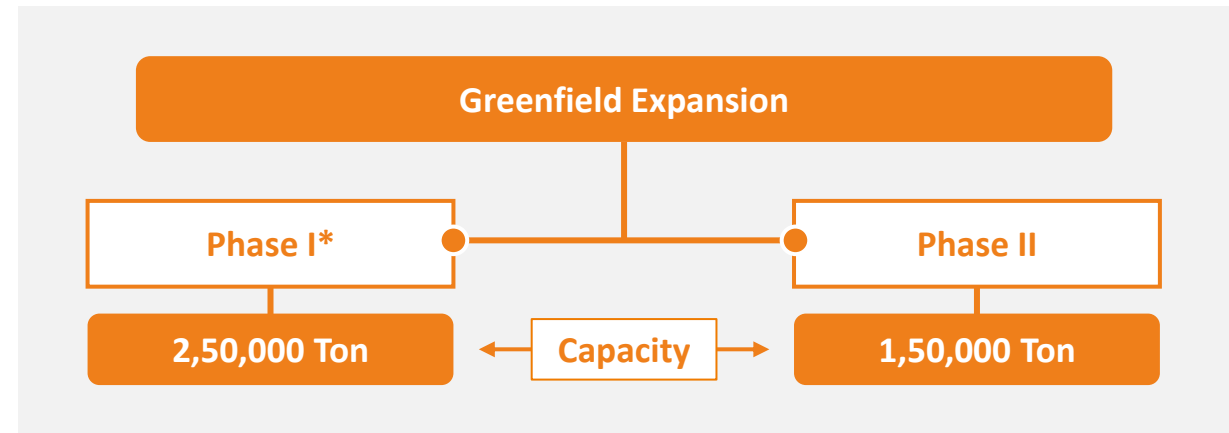 Greenfield Expansion
Phase I*
Phase II
2,50,000 Ton
Capacity
1,50,000 Ton